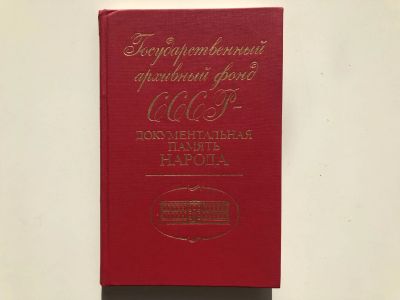 Государственный
архивный фонд
СССР-
ДОКУМЕНТАЛЬНАЯ
ПАМЯТЬ
НАРОДА